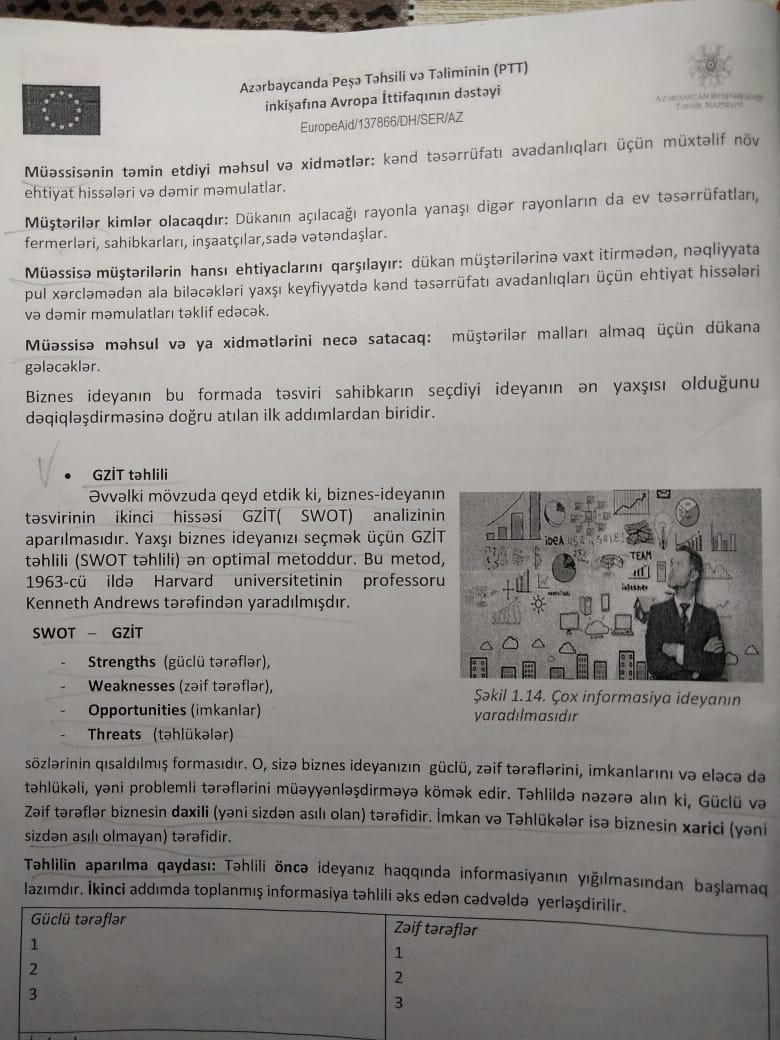 Azərbaycanda Peşə Təhsili və Təliminin (PTT)
inkişafına Avropa İttifaqının dəstəyi
EuropeAid/137866/DH/SER/AZ
AZƏRBAYCAN RESPUBLIKASI
TƏHSİL NAZİRLİYİ
Müəssisənin təmin etdiyi məhsul və xidmətlər: kənd təsərrüfatı avadanlıqları üçün müxtəlif növ
ehtiyat hissələri və dəmir məmulatlar.
Müştərilər kimlər olacaqdır: Dükanın açılacağı rayonla yanaşı digər rayonların da ev təsərrüfatları,
fermerləri, sahibkarları, inşaatçılar,sadə vətəndaşlar.
Müəssisə müştərilərin hansı ehtiyaclarını qarşılayır: dükan müştərilərinə vaxt itirmədən, nəqliyyata
pul xərcləmədən ala biləcəkləri yaxşı keyfiyyətdə kənd təsərrüfatı avadanlıqları üçün ehtiyat hissələri
və dəmir məmulatları təklif edəcək.
Müəssisə məhsul və ya xidmətlərini necə satacaq: müştərilər malları almaq üçün dükana
gələcəklər.
Biznes ideyanın bu formada təsviri sahibkarın seçdiyi ideyanın ən yaxşısı olduğunu
dəqiqləşdirməsinə doğru atılan ilk addımlardan biridir.
• GZİT təhlili
Əvvəlki mövzuda qeyd etdik ki, biznes-ideyanın
təsvirinin ikinci hissəsi GZİT( SWOT) analizinin
aparılmasıdır. Yaxşı biznes ideyanızı seçmək üçün GZİT
təhlili (SWOT təhlili) ən optimal metoddur. Bu metod,
1963-cü ildə Harvard universitetinin professoru
Kenneth Andrews tərəfindən yaradılmışdır.
SWOT – GZİT
- Strengths (güclü tərəflər),
- Weaknesses (zəif tərəflər),
- Opportunities (imkanlar)
- Threats (təhlükələr)
IDEA
SALE!
TEAM
internet
Şəkil 1.14. Çox informasiya ideyanın
yaradılmasıdır
sözlərinin qısaldılmış formasıdır. O, sizə biznes ideyanızın güclü, zəif tərəflərini, imkanlarını və eləcə də
təhlükəli, yəni problemli tərəflərini müəyyənləşdirməyə kömək edir. Təhlildə nəzərə alın ki, Güclü və
Zəif tərəflər biznesin daxili (yəni sizdən asılı olan) tərəfidir. İmkan və Təhlükələr isə biznesin xarici (yəni
sizdən asılı olmayan) tərəfidir.
Təhlilin aparılma qaydası: Təhlili öncə ideyanız haqqında informasiyanın yığılmasından başlamaq
lazımdır. İkinci addımda toplanmış informasiya təhlili əks edən cədvəldə yerləşdirilir.
Güclü tərəflər
1
2
3
Zəif tərəflər
1
2
3